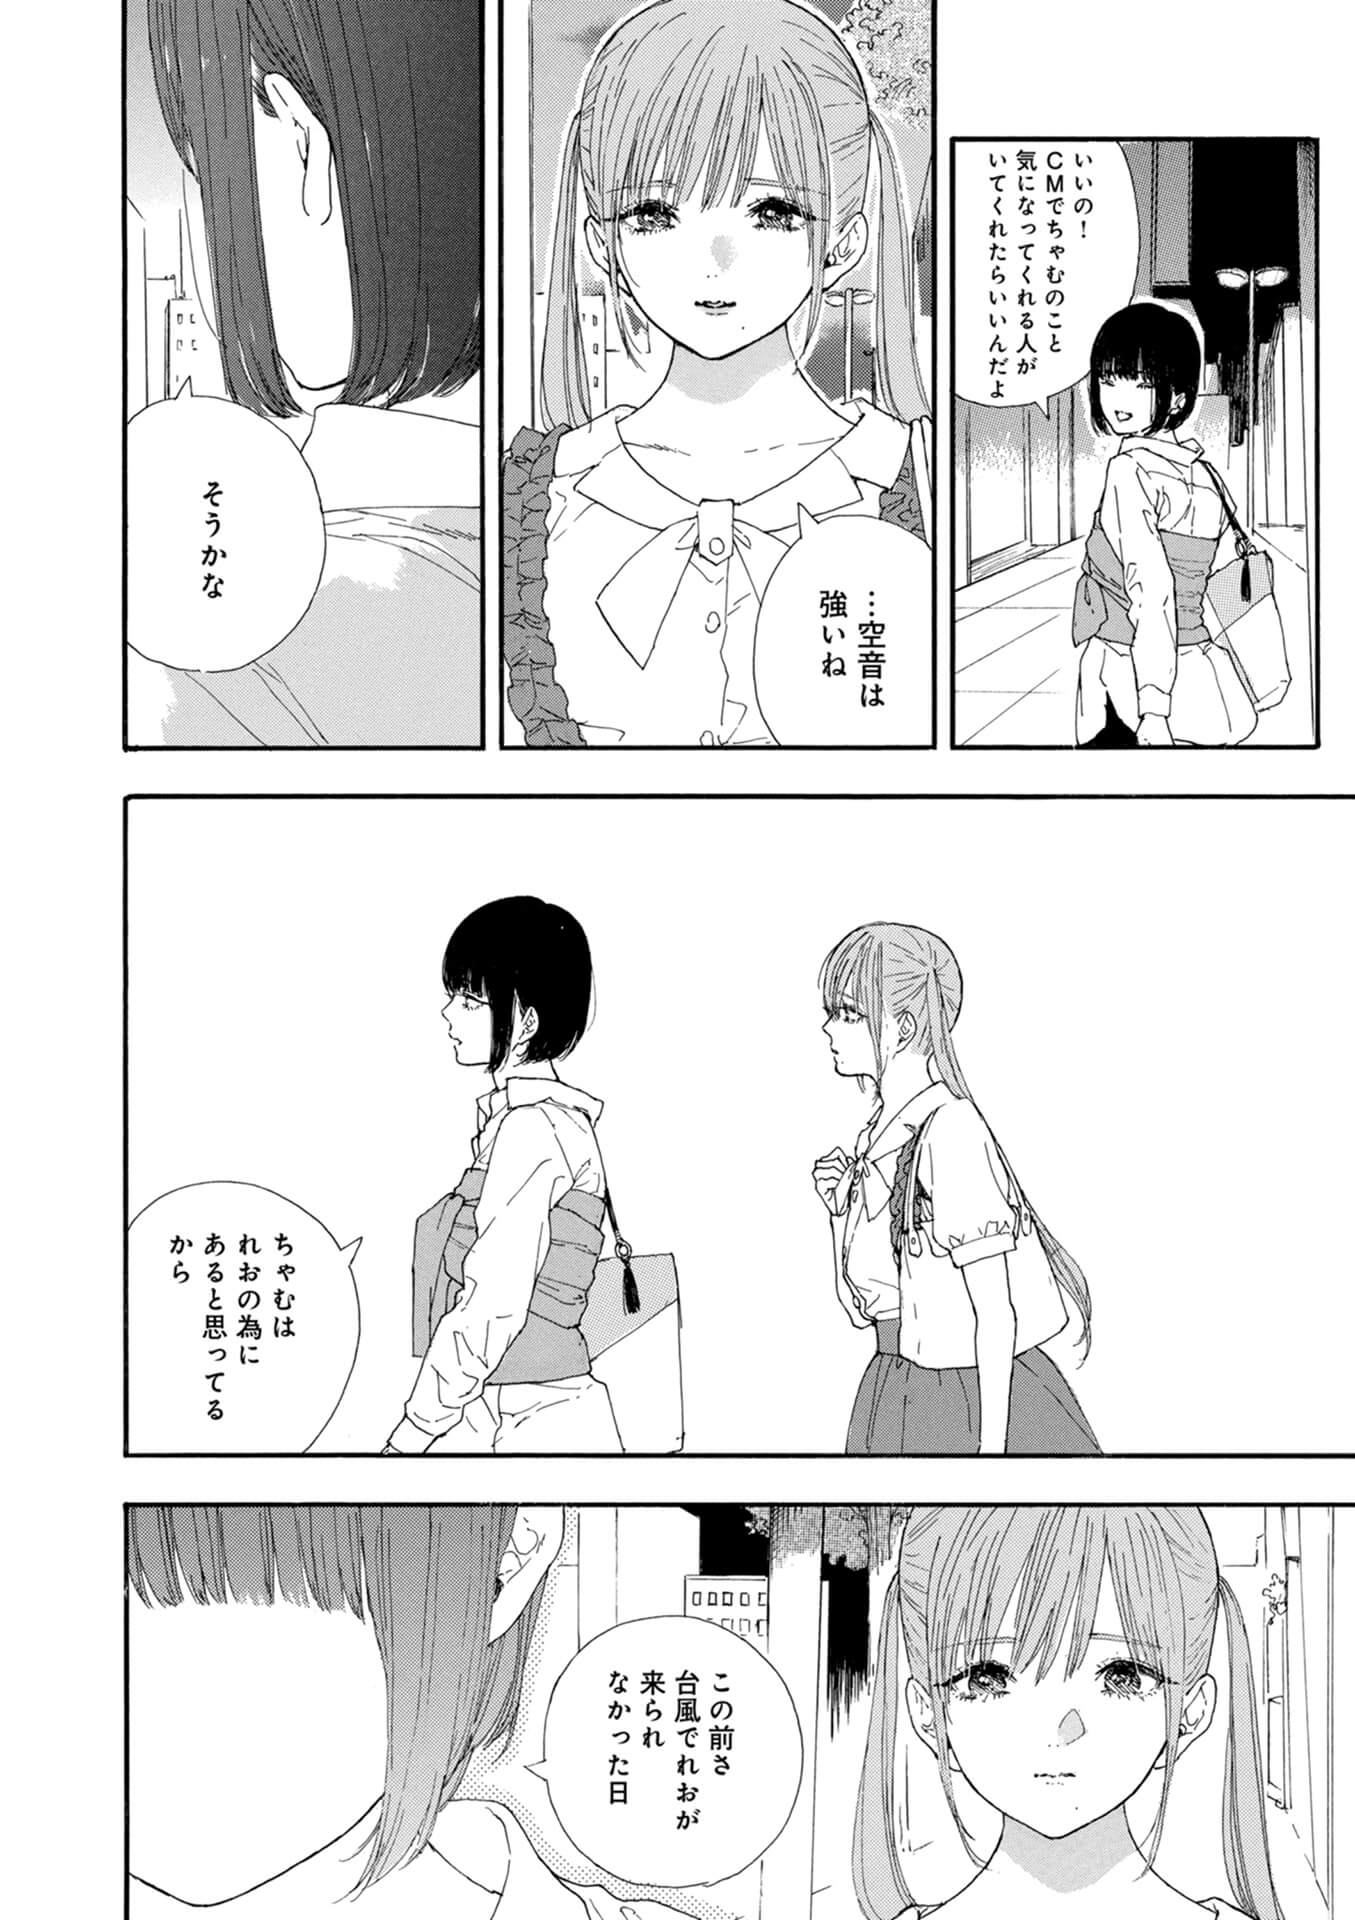 いいの！
ＣＭでちゃむのこと
気になってくれる人が
いてくれたらいいんだよ
…空音は
強いね
そうかな
ちゃむは
れおの為に
あると思ってる
から
この前さ
台風でれおが
来られ
なかった日